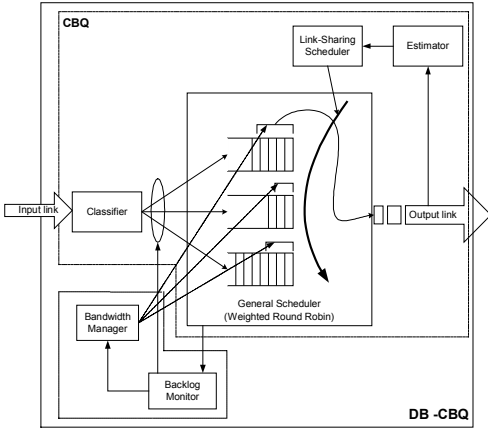 CBQ
Link-Sharing
Scheduler
Estimator
Input link
Classifier
Output link
General Scheduler
(Weighted Round Robin)
Bandwidth
Manager
Backlog
Monitor
DB -CBQ